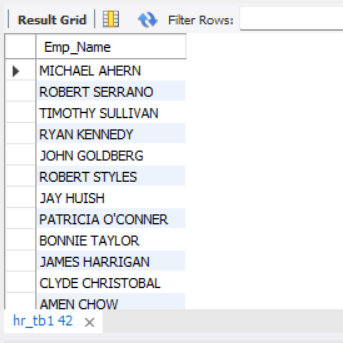 Result Grid Filter Rows:
Emp_Name
MICHAEL AHERN
ROBERT SERRANO
TIMOTHY SULLIVAN
RYAN KENNEDY
JOHN GOLDBERG
ROBERT STYLES
JAY HUISH
PATRICIA O'CONNER
BONNIE TAYLOR
JAMES HARRIGAN
CLYDE CHRISTOBAL
AMEN CHOW
hr_tb1 42 ×